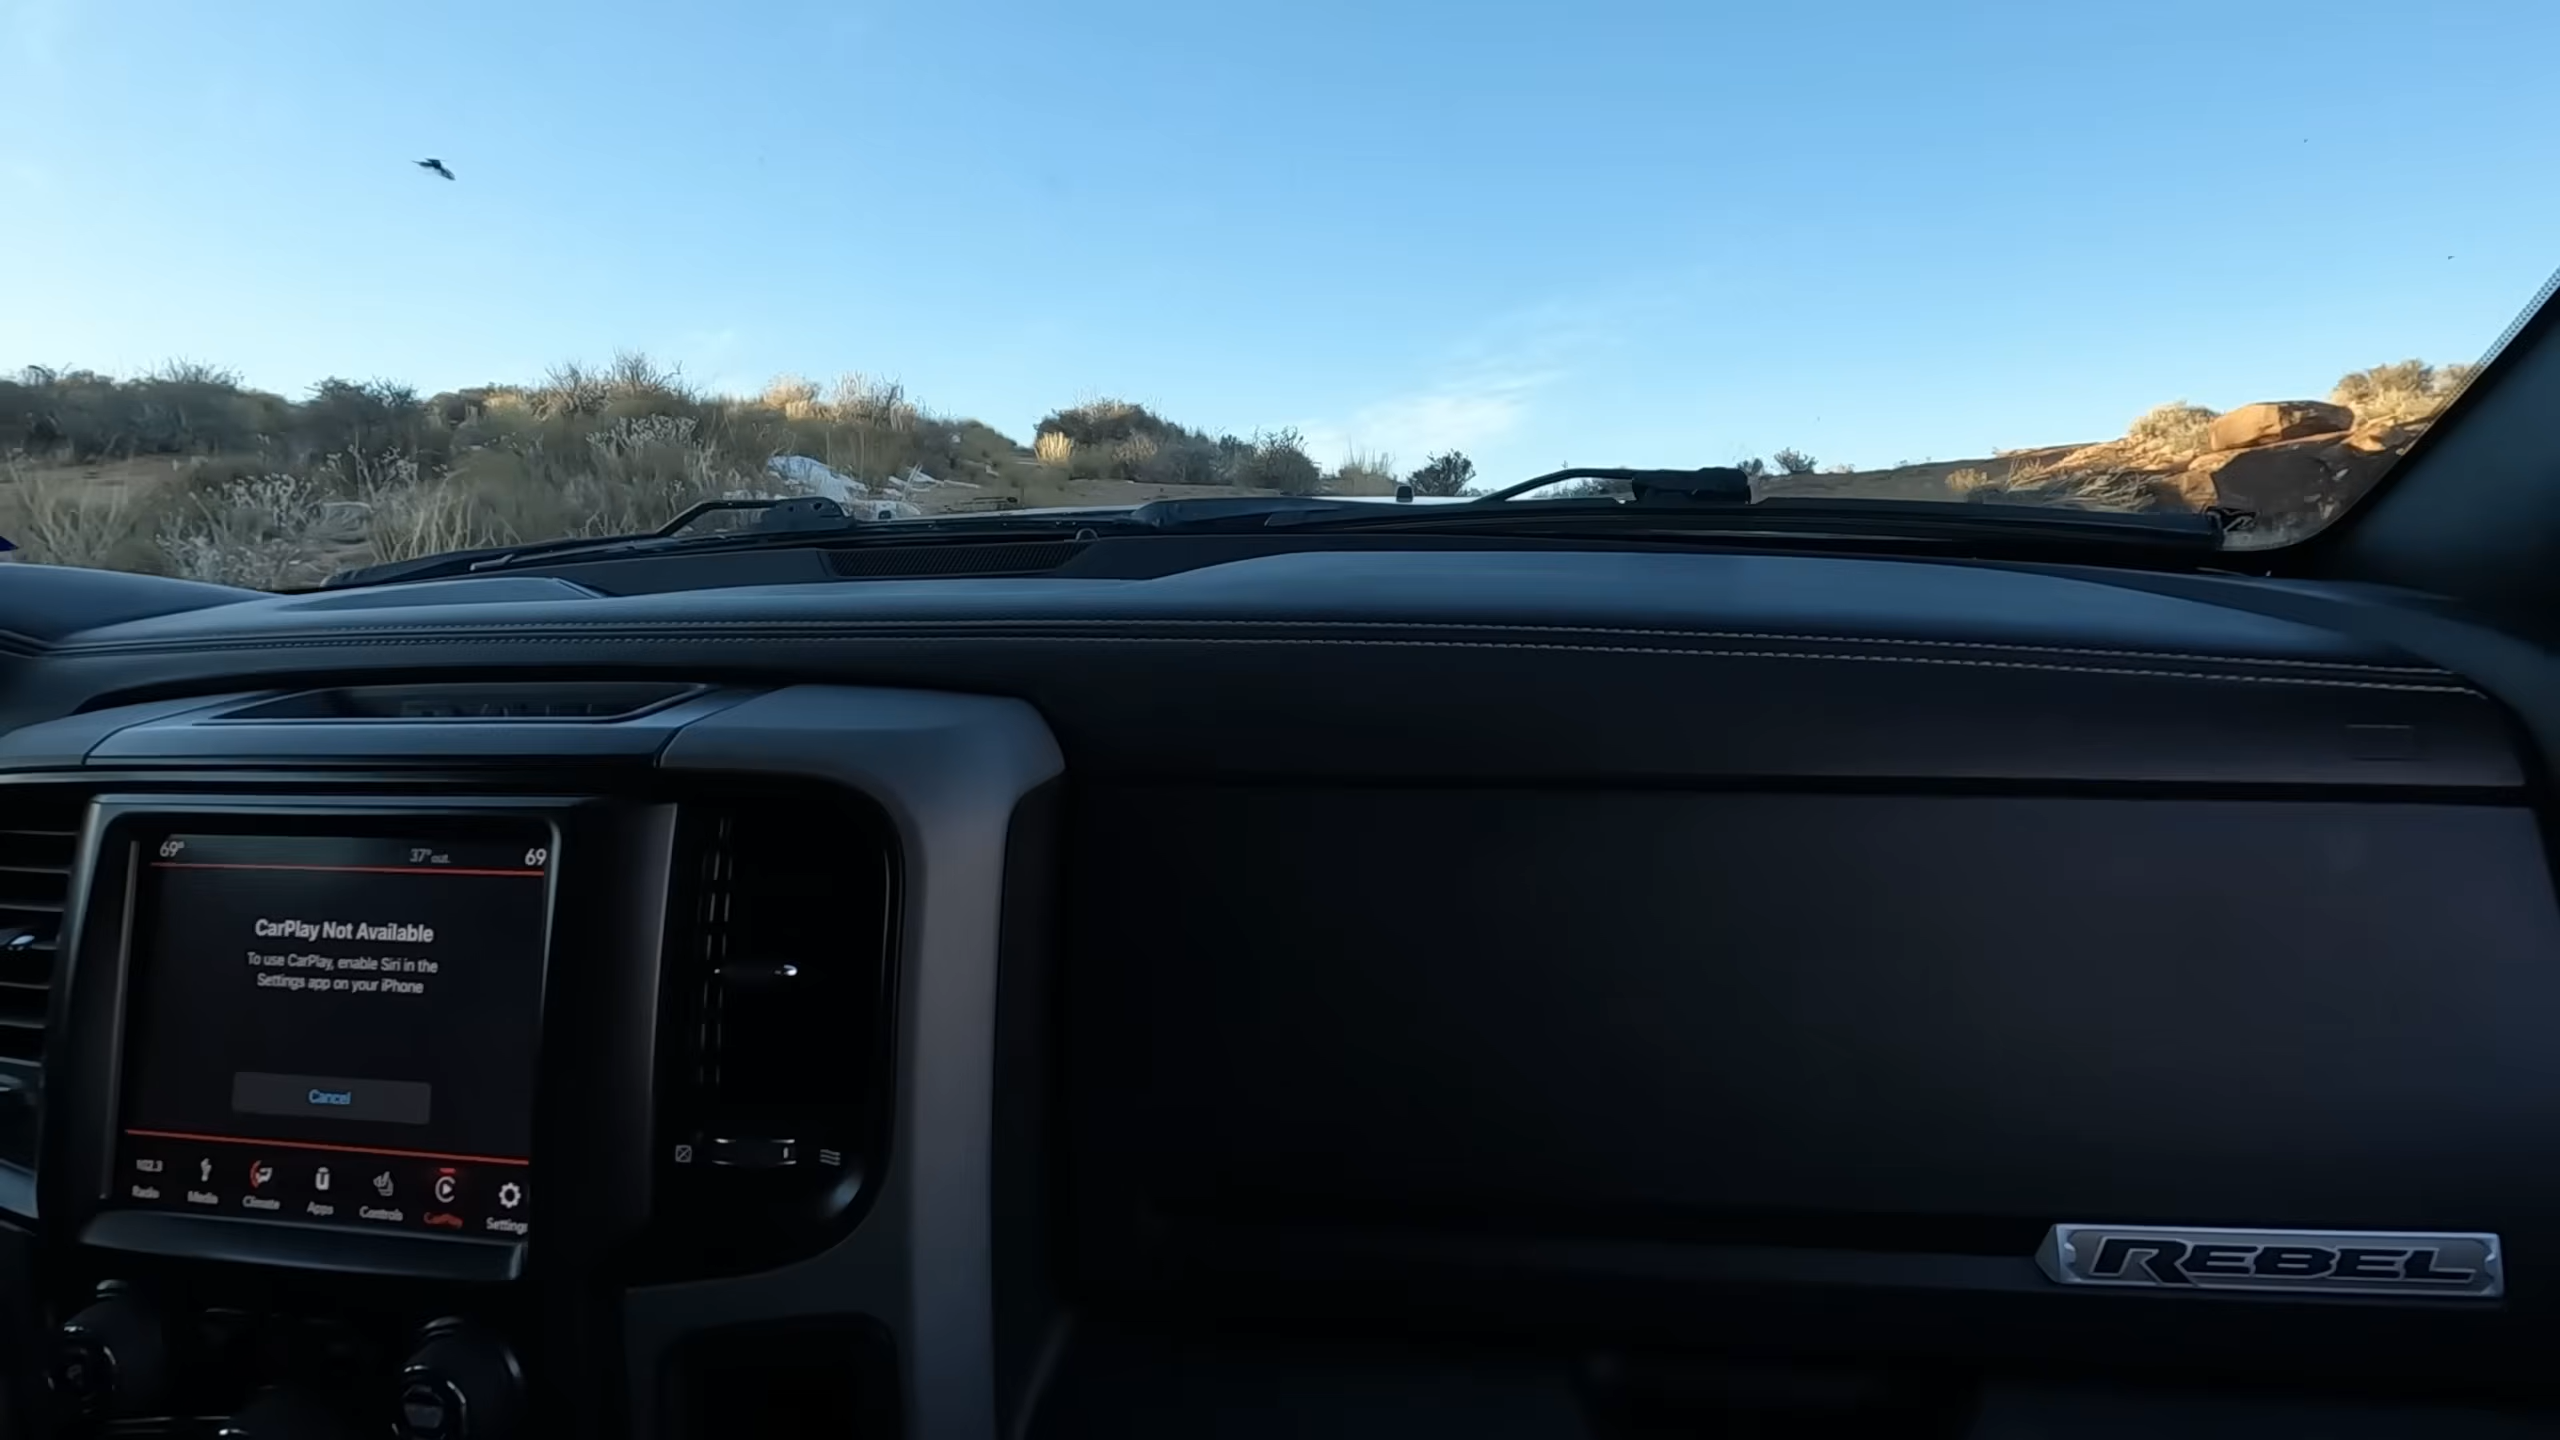 69°
37° out.
69
CarPlay Not Available
To use CarPlay, enable Siri in the
Settings app on your iPhone
Cancel
102.3
Radio
Media
Climate
Apps
Controls
CarPlay
Settings
REBEL